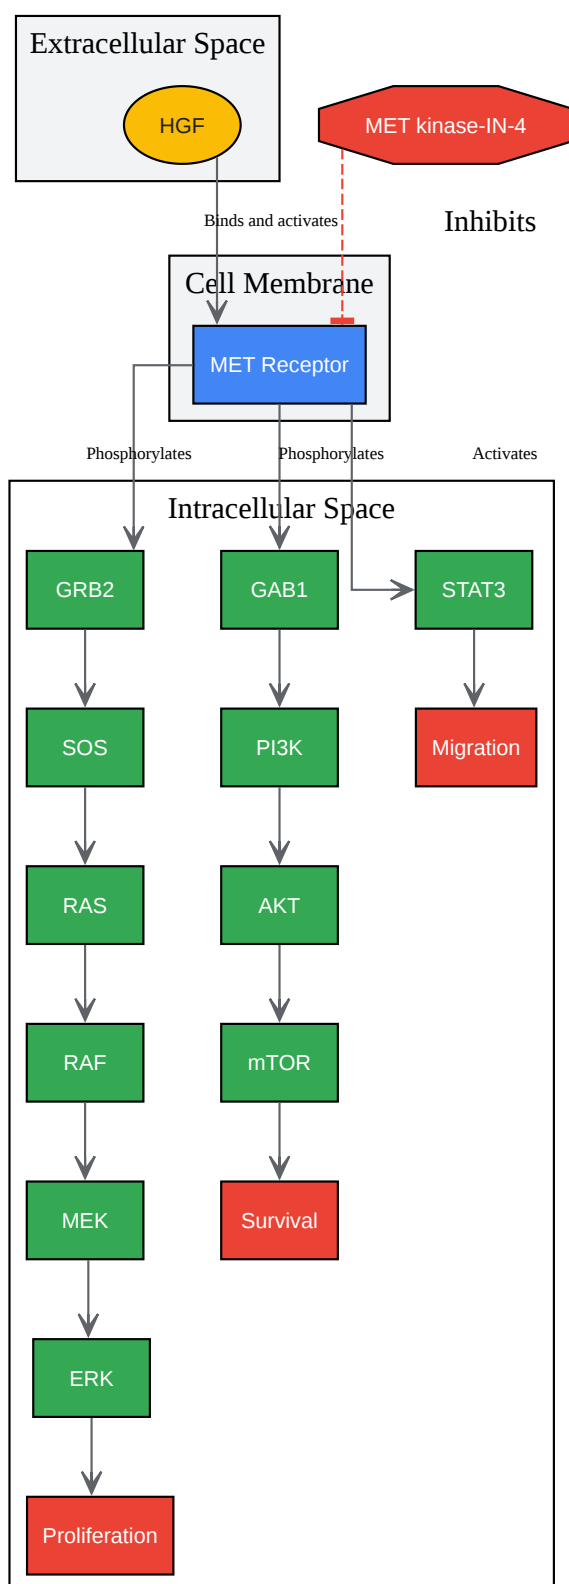 Extracellular Space
HGF
MET kinase-IN-4
Binds and activates
Inhibits
Cell Membrane
MET Receptor
Phosphorylates
Phosphorylates
Activates
Intracellular Space
GRB2
GAB1
STAT3
SOS
PI3K
Migration
RAS
AKT
RAF
mTOR
MEK
Survival
ERK
Proliferation